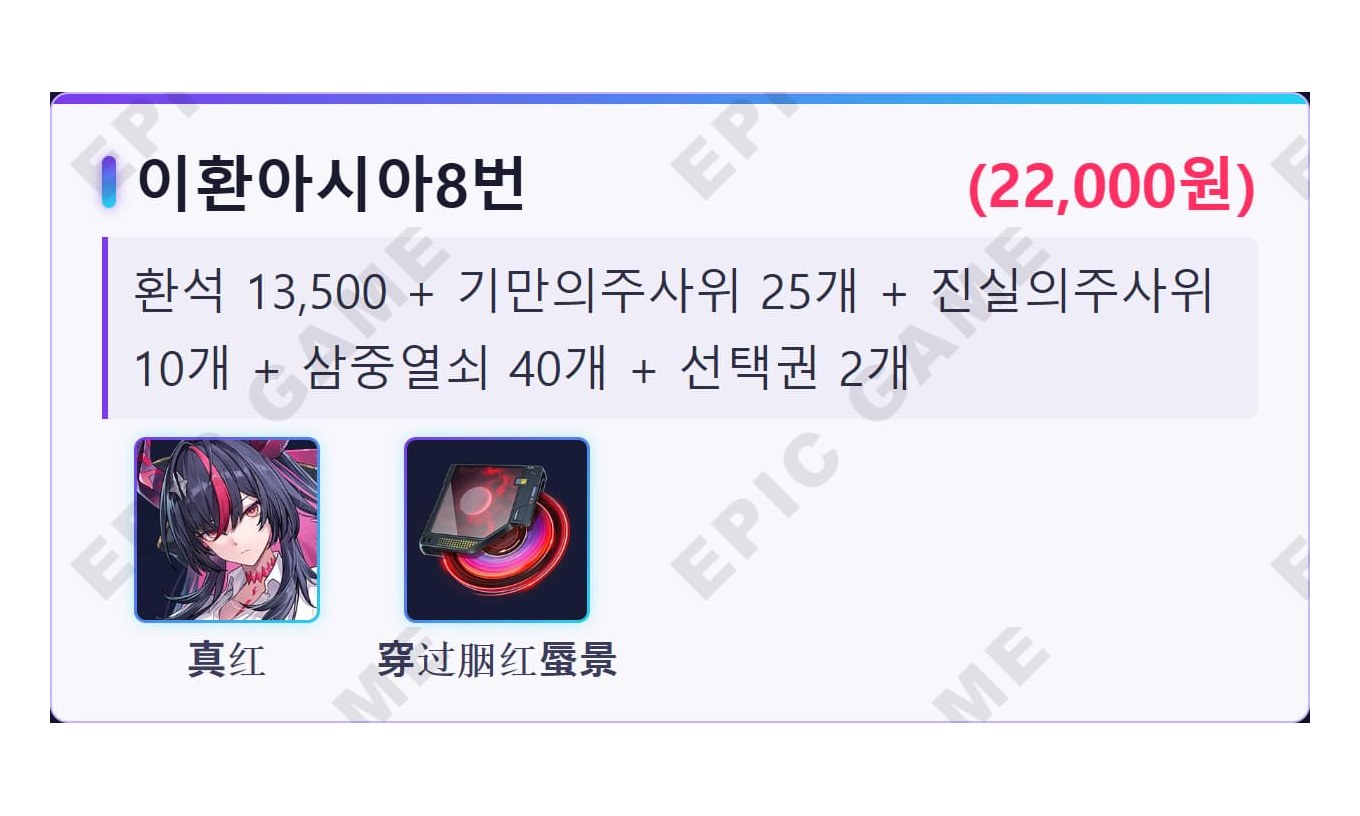 이환아시아8번
(22,000원)
환석 13,500 + 기만의주사위 25개 + 진실의주사위
10개 + 삼중열쇠 40개 + 선택권 2개
真红
穿过胭红蜃景
EPIC GAME